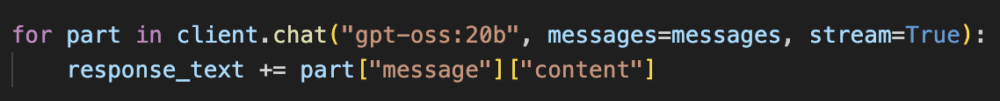 for part in client.chat("gpt-oss:20b", messages=messages, stream=True):
    response_text += part["message"]["content"]